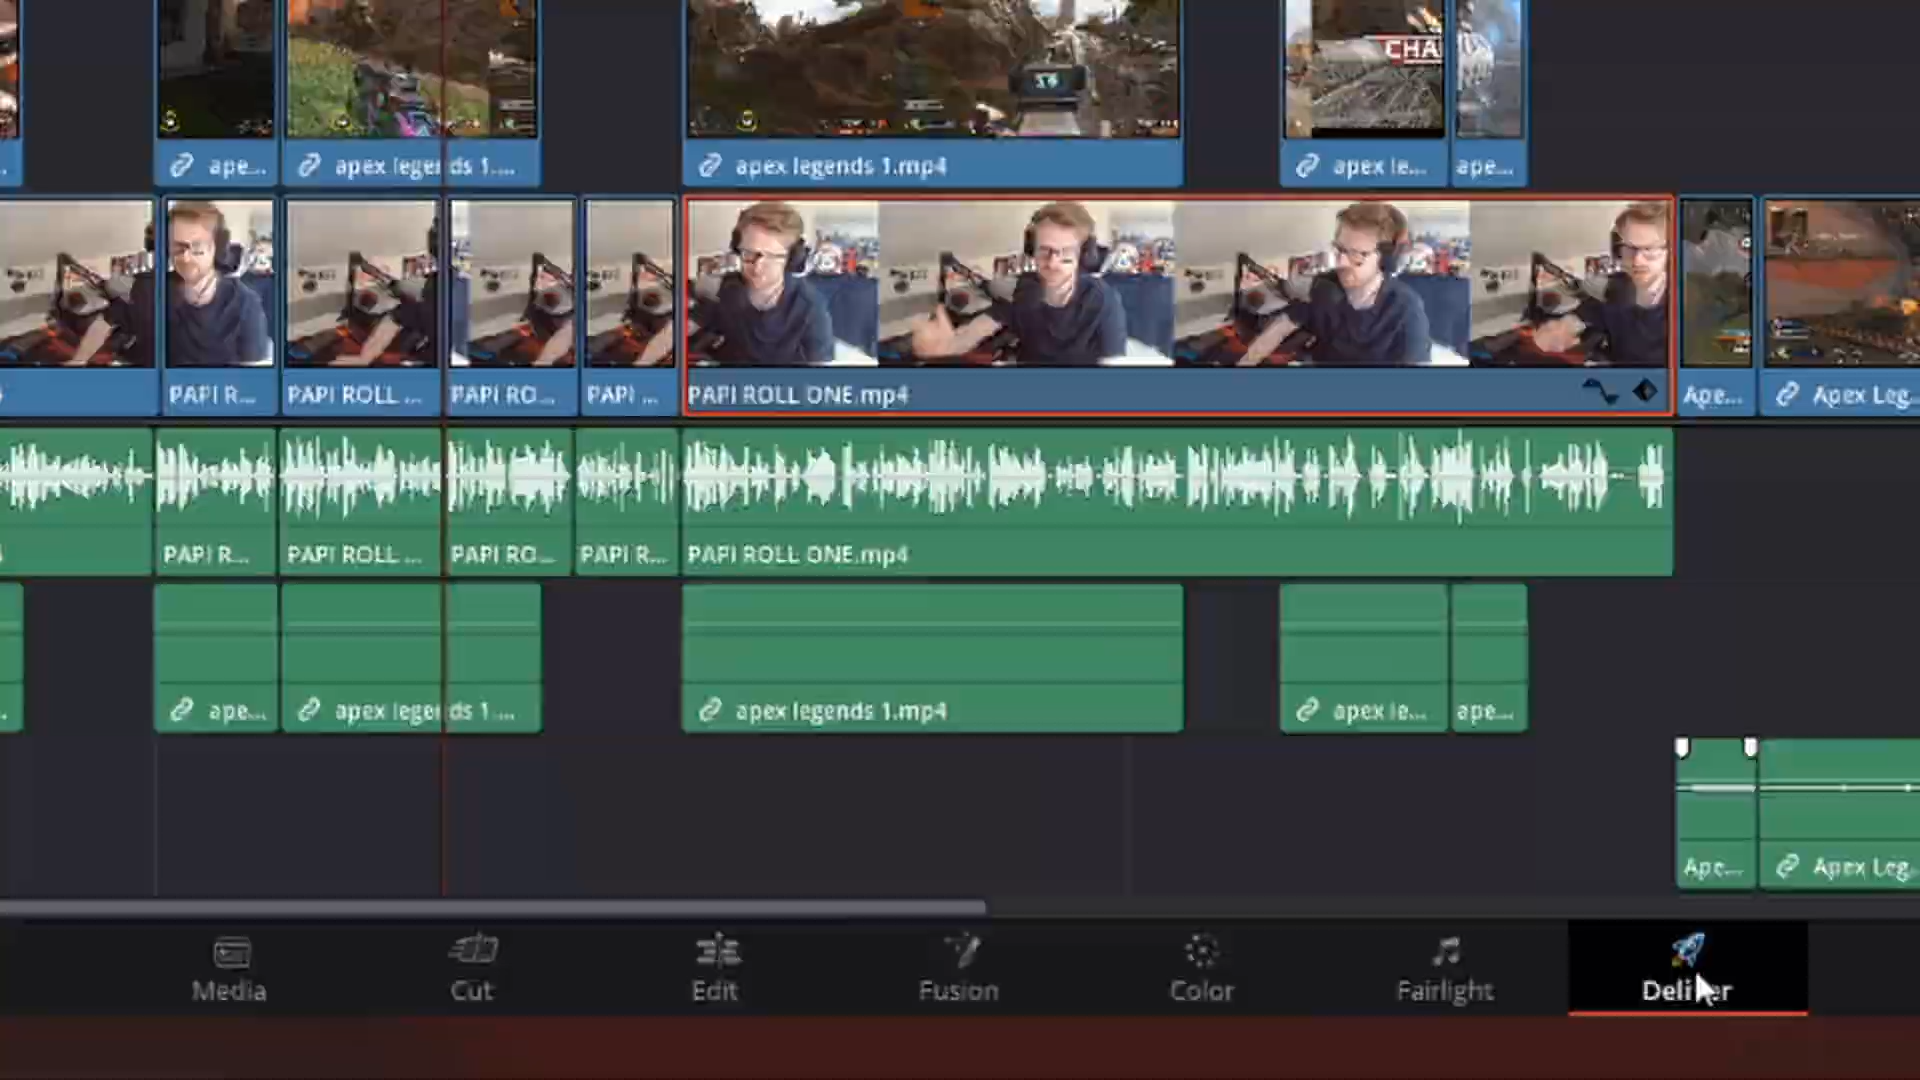 CHA
ape...
apex legends 1....
apex legends 1.mp4
apex le...
ape...
PAPI R...
PAPI ROLL ...
PAPI RO...
PAPI ...
PAPI ROLL ONE.mp4
Ape...
Apex Leg
PAPI R...
PAPI ROLL ...
PAPI RO...
PAPI R...
PAPI ROLL ONE.mp4
ape...
apex legends 1....
apex legends 1.mp4
apex le...
ape...
Ape...
Apex Leg
Media
Cut
Edit
Fusion
Color
Fairlight
Deliver